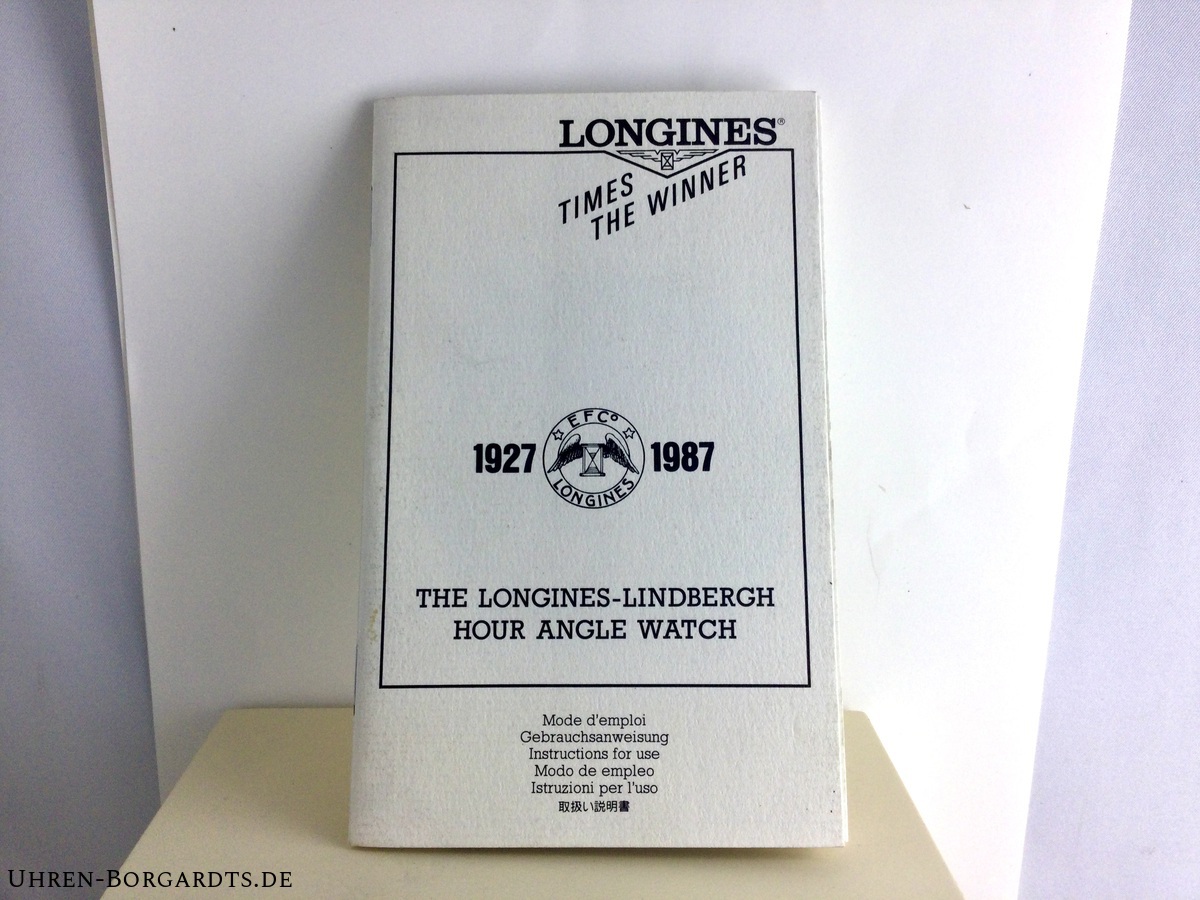 LONGINES®
TIMES
THE WINNER
EFCo
1927
1987
LONGINES
THE LONGINES-LINDBERGH
HOUR ANGLE WATCH
Mode d'emploi
Gebrauchsanweisung
Instructions for use
Modo de empleo
Istruzioni per l'uso
取扱い説明書
UHREN-BORGARDTS.DE